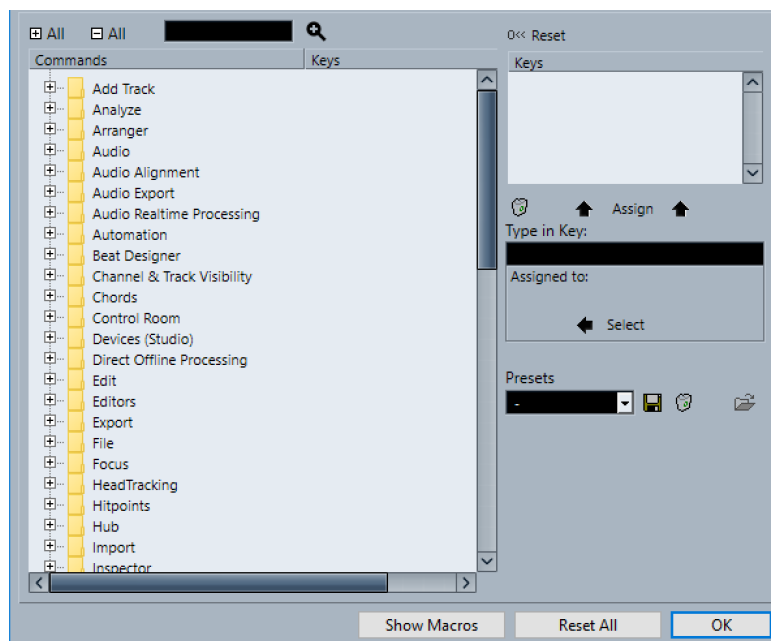 All All
0<< Reset
Commands Keys
Keys
Add Track
Analyze
Arranger
Audio
Audio Alignment
Audio Export
Audio Realtime Processing
Automation
Beat Designer
Channel & Track Visibility
Chords
Control Room
Devices (Studio)
Direct Offline Processing
Edit
Editors
Export
File
Focus
HeadTracking
Hitpoints
Hub
Import
Inspector
Assign
Type in Key:
Assigned to:
Select
Presets
-
Show Macros Reset All OK